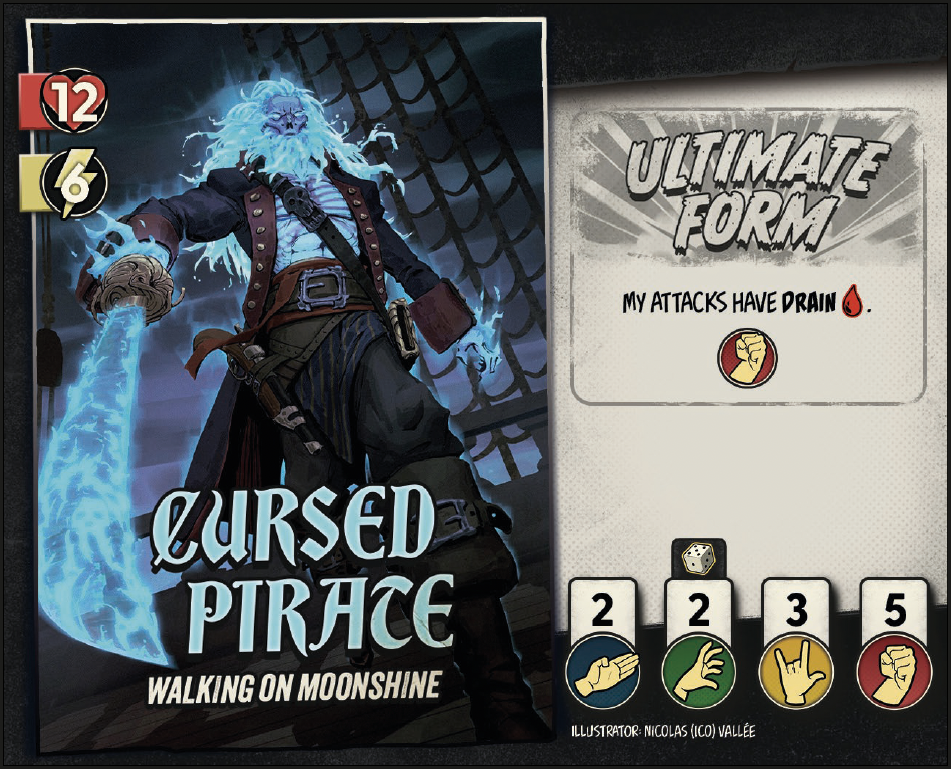 12
6
CURSED
PIRATE
WALKING ON MOONSHINE
ULTIMATE
FORM
MY ATTACKS HAVE DRAIN .
2 2 3 5
ILLUSTRATOR: NICOLAS (ICO) VALLÉE